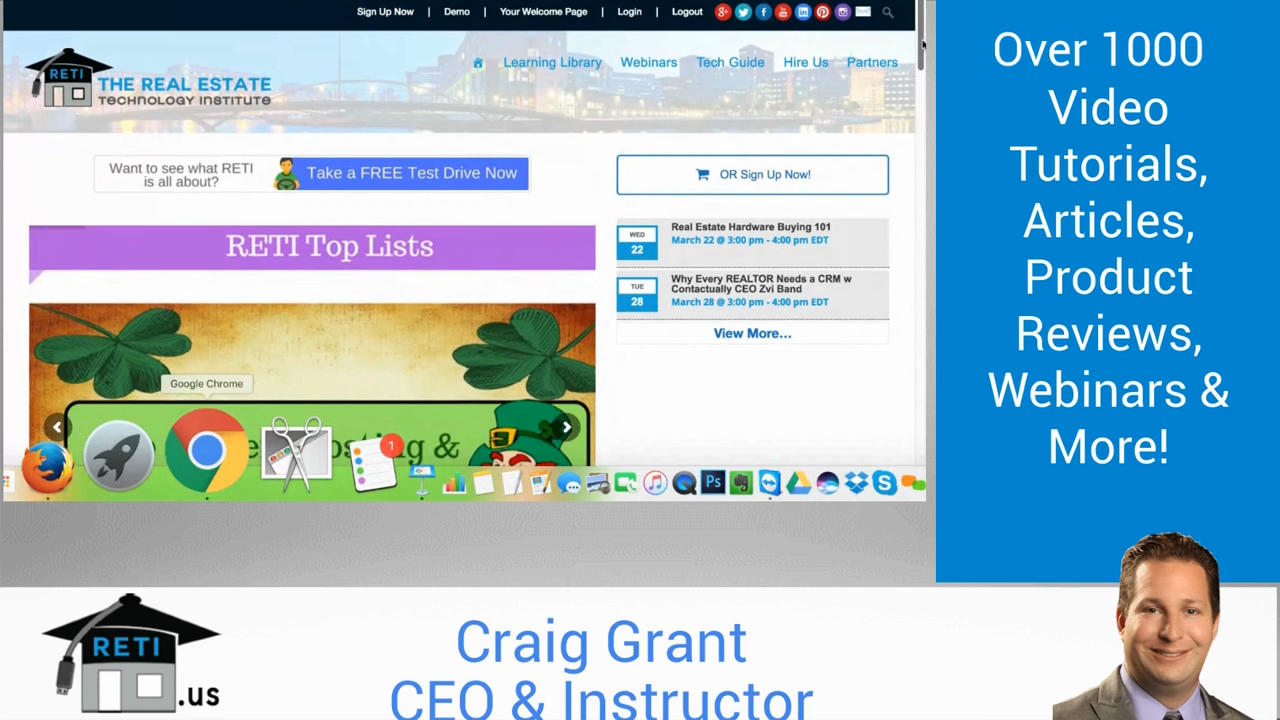 Sign Up Now | Demo | Your Welcome Page | Login | Logout
RETI
THE REAL ESTATE
TECHNOLOGY INSTITUTE
Learning Library Webinars Tech Guide Hire Us Partners
Want to see what RETI
is all about?
Take a FREE Test Drive Now
OR Sign Up Now!
RETI Top Lists
WED
22
Real Estate Hardware Buying 101
March 22 @ 3:00 pm - 4:00 pm EDT
TUE
28
Why Every REALTOR Needs a CRM w
Contactually CEO Zvi Band
March 28 @ 3:00 pm - 4:00 pm EDT
View More...
Google Chrome
1
Ps
Over 1000
Video
Tutorials,
Articles,
Product
Reviews,
Webinars &
More!
RETI
.us
Craig Grant
CEO & Instructor